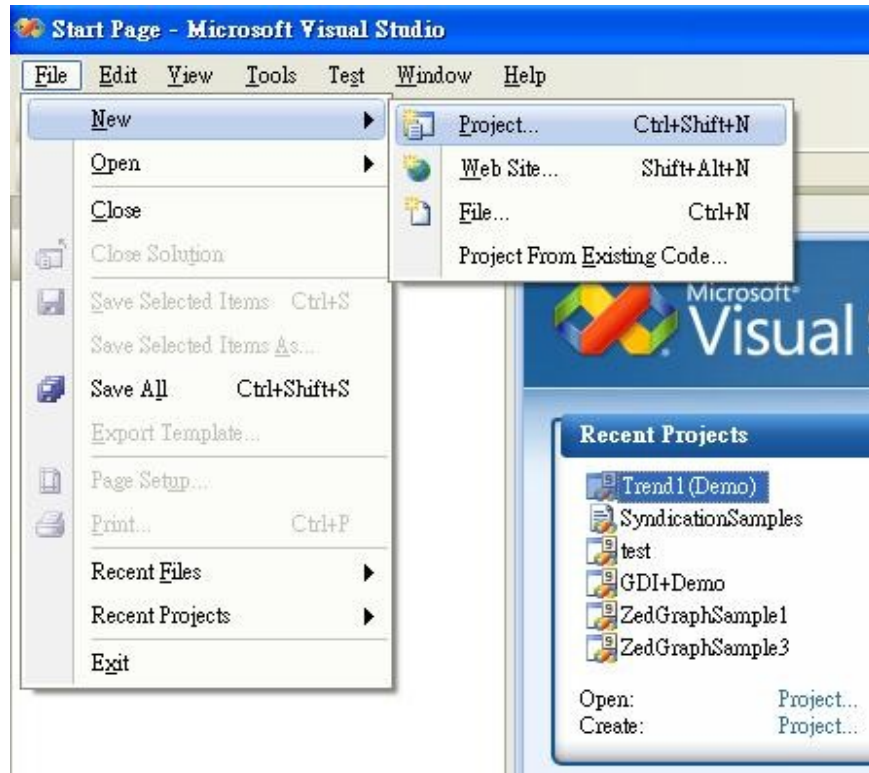 Start Page - Microsoft Visual Studio
File Edit View Tools Test Window Help
New
Open
Close
Close Solution
Save Selected Items Ctrl+S
Save Selected Items As...
Save All Ctrl+Shift+S
Export Template...
Page Setup...
Print... Ctrl+P
Recent Files
Recent Projects
Exit
Project... Ctrl+Shift+N
Web Site... Shift+Alt+N
File... Ctrl+N
Project From Existing Code...
Microsoft
Visual
Recent Projects
Trend1(Demo)
SyndicationSamples
test
GDI+Demo
ZedGraphSample1
ZedGraphSample3
Open: Project...
Create: Project...